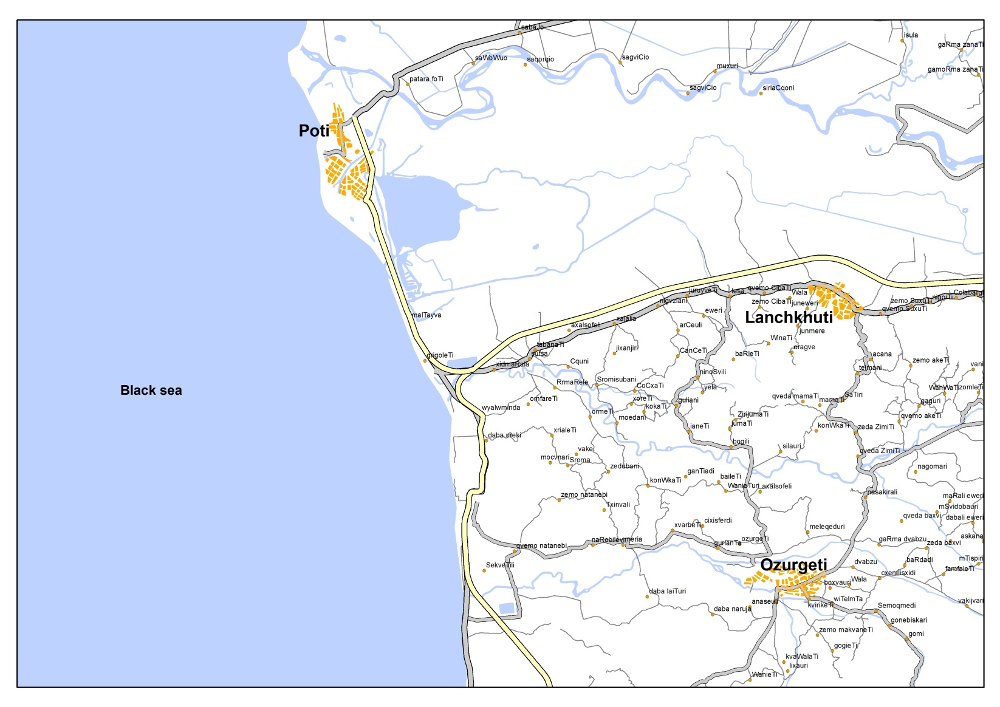 sabaJo
isula
gaRma zanaTi
saWoWuo
saqorqio
sagviCio
muxuri
gamoRma zanaTi
patara foTi
sagviCio
siriaCqoni
Poti
juruyveTi
lesa
qvemo CibaTi
Wala
nigvziani
zemo CibaTi
juneweri
zemo SuxuTi
nigoiTi
qvemo SuxuTi
malTayva
eweri
Lanchkhuti
xajalia
axalsofeli
arCeuli
junmere
WinaTi
tabanaTi
sufsa
jixanjiri
CanCeTi
baRleTi
oragve
acana
grigoleTi
xidmaRala
Cquni
ninoSvili
telmani
zemo akeTi
vani
RrmaRele
Sromisubani
CoCxaTi
yela
Black sea
omfareTi
xoreTi
kokaTi
guliani
qveda mamaTi
mamaTi
SaTiri
WanWaTi
zomleTi
gaguri
wyalwminda
ormeTi
moedani
ZirijumaTi
jumaTi
qvemo akeTi
daba ureki
xrialeTi
ianeTi
konWkaTi
zeda ZimiTi
bogili
silauri
vake
mocvnari
Sroma
qveda ZimiTi
zedubani
ganTiadi
baileTi
nagomari
konWkaTi
WanieTuri
axalsofeli
zemo natanebi
nasakirali
maRali eweri
Txinvali
mSvidobauri
qveda baxvi
dabali eweri
xvarbeTi
cixisferdi
meleqeduri
qvemo natanebi
naRobilevi
meria
gurianTa
ozurgeTi
gaRma dvabzu
zeda baxvi
askana
SekveTili
Ozurgeti
dvabzu
baRdadi
mTispiri
cxemlisxidi
famfaleTi
boxvauri
Wala
daba laiTuri
daba naruja
anaseuli
kvirikeTi
wiTelmTa
Semoqmedi
vakijvari
gonebiskari
zemo makvaneTi
gomi
gogieTi
kvaWalaTi
lixauri
WanieTi